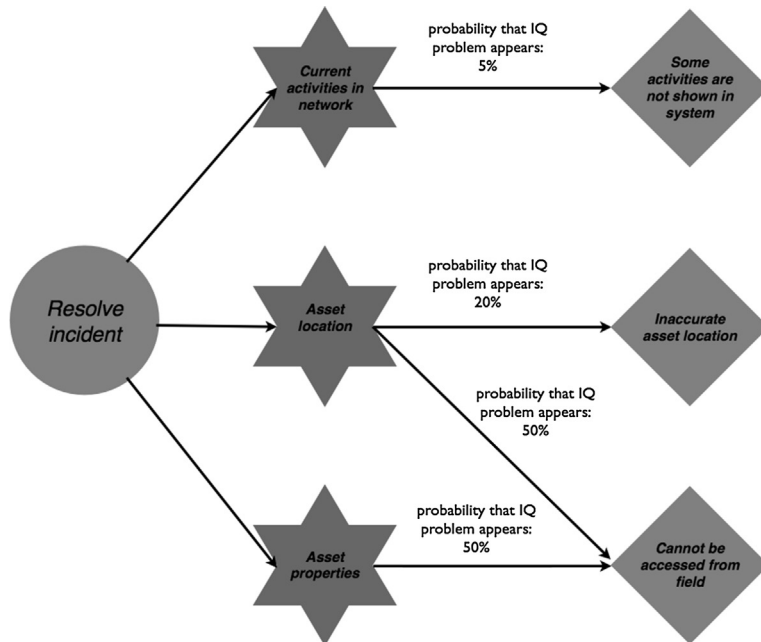 probability that IQ
problem appears:
5%
Current
activities in
network
Some
activities are
not shown in
system
Resolve
incident
probability that IQ
problem appears:
20%
Asset
location
Inaccurate
asset location
probability that IQ
problem appears:
50%
probability that IQ
problem appears:
50%
Asset
properties
Cannot be
accessed from
field